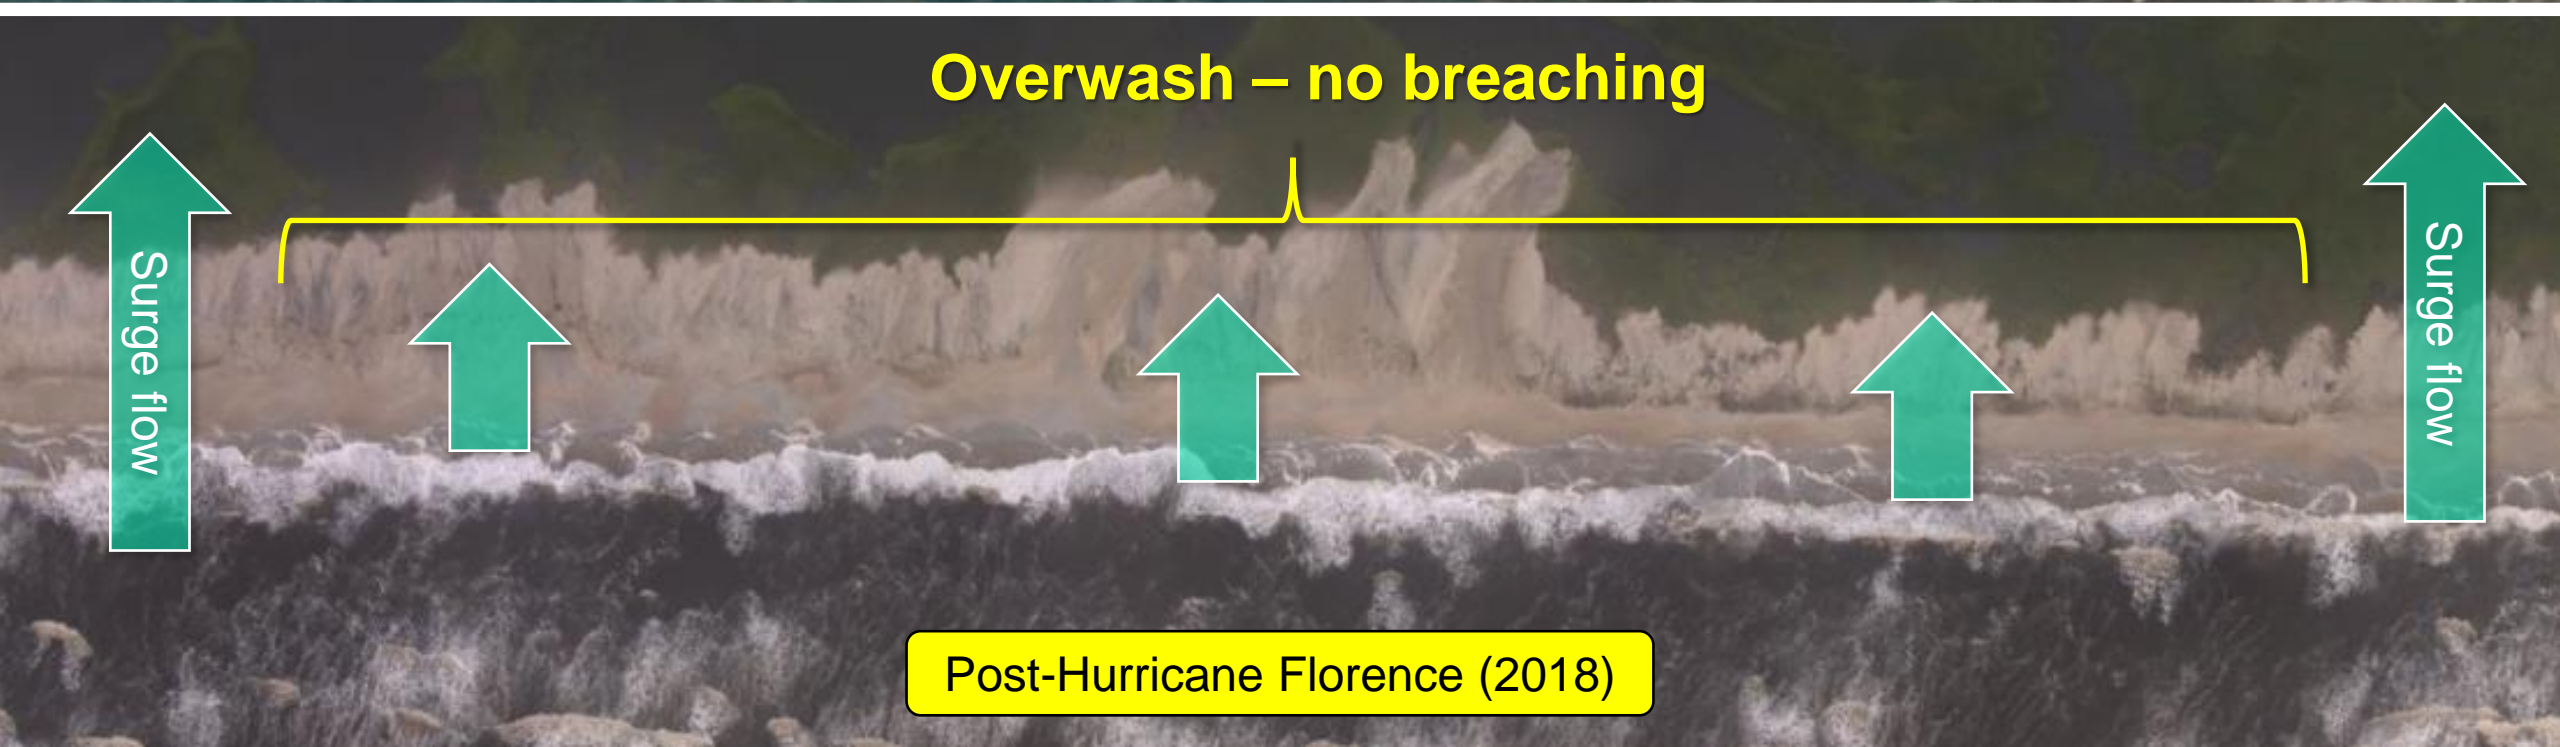 Overwash – no breaching
Surge flow
Surge flow
Post-Hurricane Florence (2018)